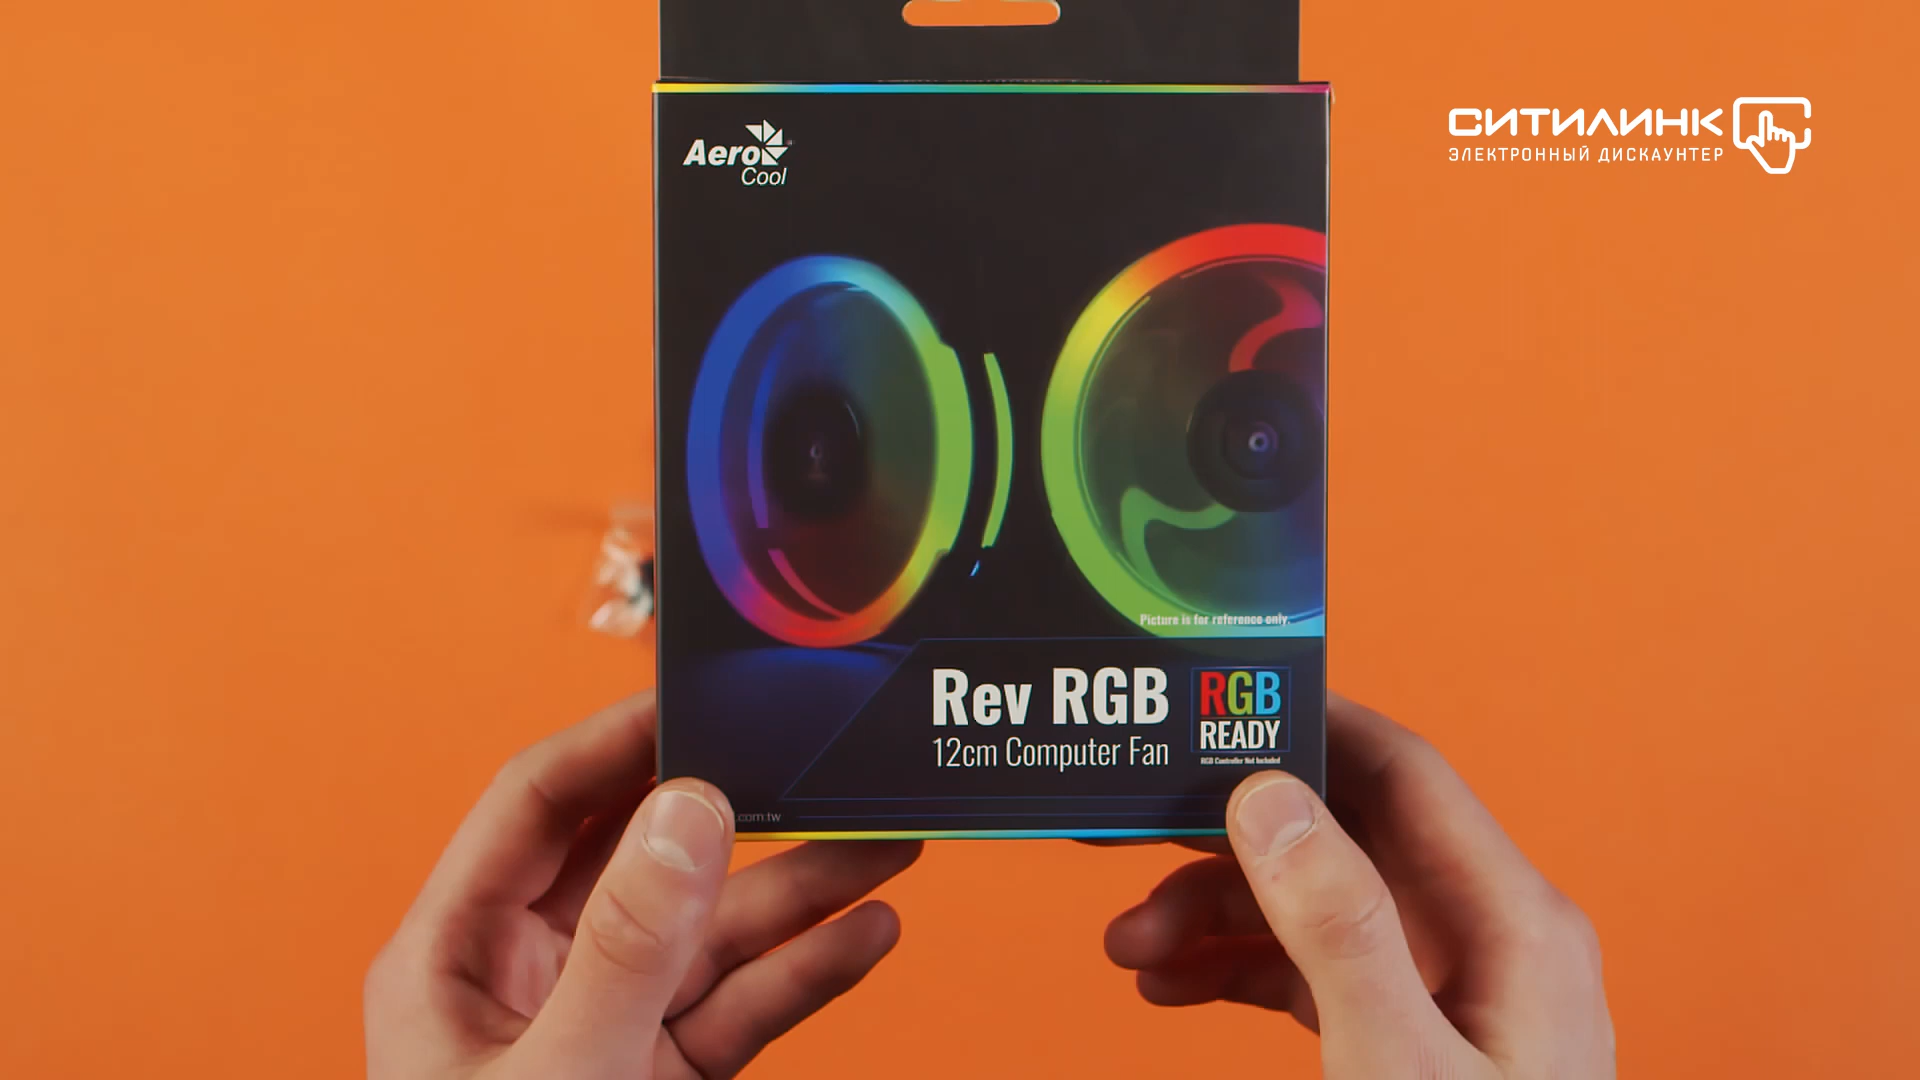 СИТИЛИНК
ЭЛЕКТРОННЫЙ ДИСКАУНТЕР
Aero
Cool
Picture is for reference only.
Rev RGB
12cm Computer Fan
RGB
READY
RGB Controller Not Included
.com.tw